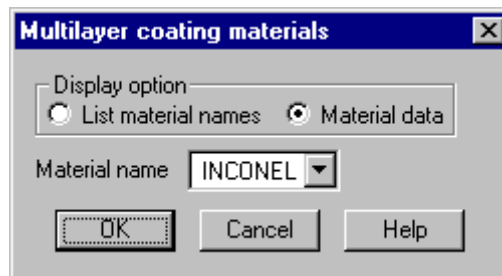 Multilayer coating materials
Display option
List material names Material data
Material name INCONEL
OK Cancel Help